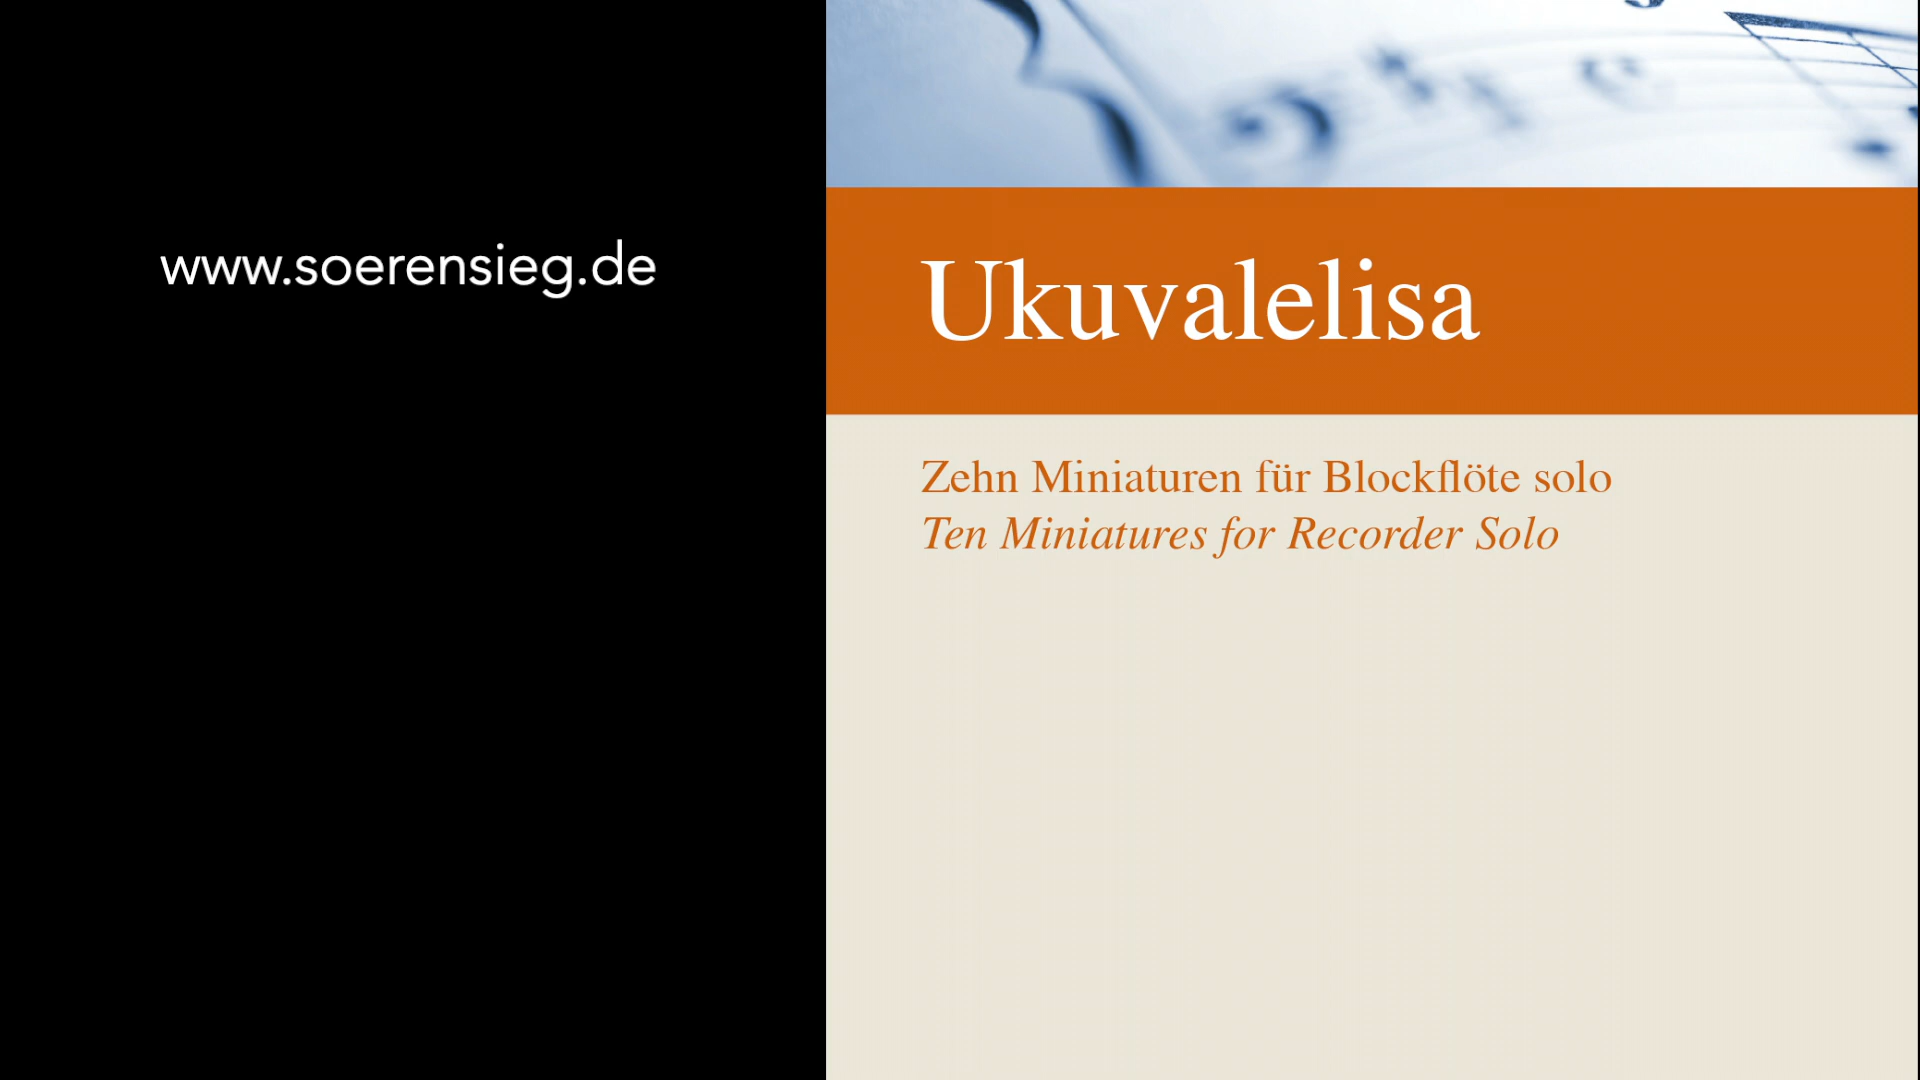 www.soerensieg.de
Ukuvalelisa
Zehn Miniaturen für Blockflöte solo
Ten Miniatures for Recorder Solo